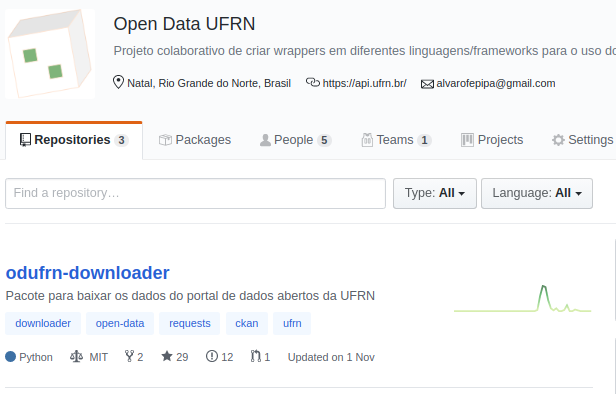 Open Data UFRN
Projeto colaborativo de criar wrappers em diferentes linguagens/frameworks para o uso
Natal, Rio Grande do Norte, Brasil https://api.ufrn.br/ alvarofepipa@gmail.com
Repositories 3 Packages People 5 Teams 1 Projects Settings
Find a repository... Type: All Language: All
odufrn-downloader
Pacote para baixar os dados do portal de dados abertos da UFRN
downloader open-data requests ckan ufrn
Python MIT 2 29 12 1 Updated on 1 Nov